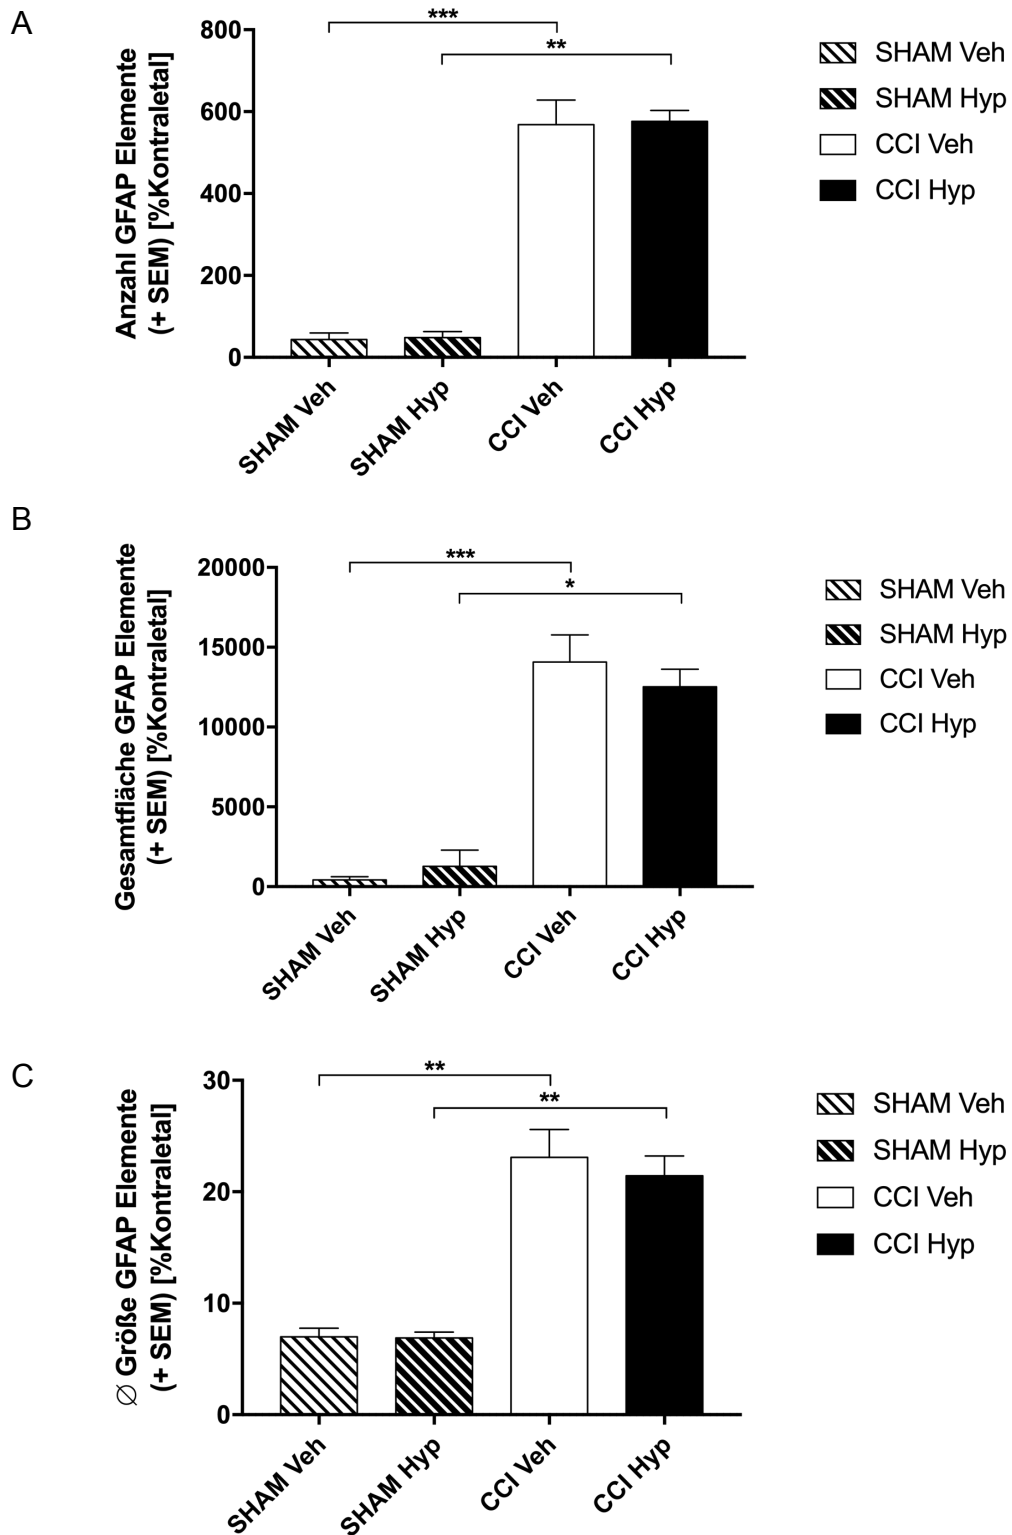 A
Anzahl GFAP Elemente
(+ SEM) [%Kontraletal]
800
600
400
200
0
***
**
SHAM Veh
SHAM Hyp
CCI Veh
CCI Hyp
SHAM Veh
SHAM Hyp
CCI Veh
CCI Hyp
B
Gesamtfläche GFAP Elemente
(+ SEM) [%Kontraletal]
20000
15000
10000
5000
0
***
*
SHAM Veh
SHAM Hyp
CCI Veh
CCI Hyp
SHAM Veh
SHAM Hyp
CCI Veh
CCI Hyp
C
∅ Größe GFAP Elemente
(+ SEM) [%Kontraletal]
30
20
10
0
**
**
SHAM Veh
SHAM Hyp
CCI Veh
CCI Hyp
SHAM Veh
SHAM Hyp
CCI Veh
CCI Hyp